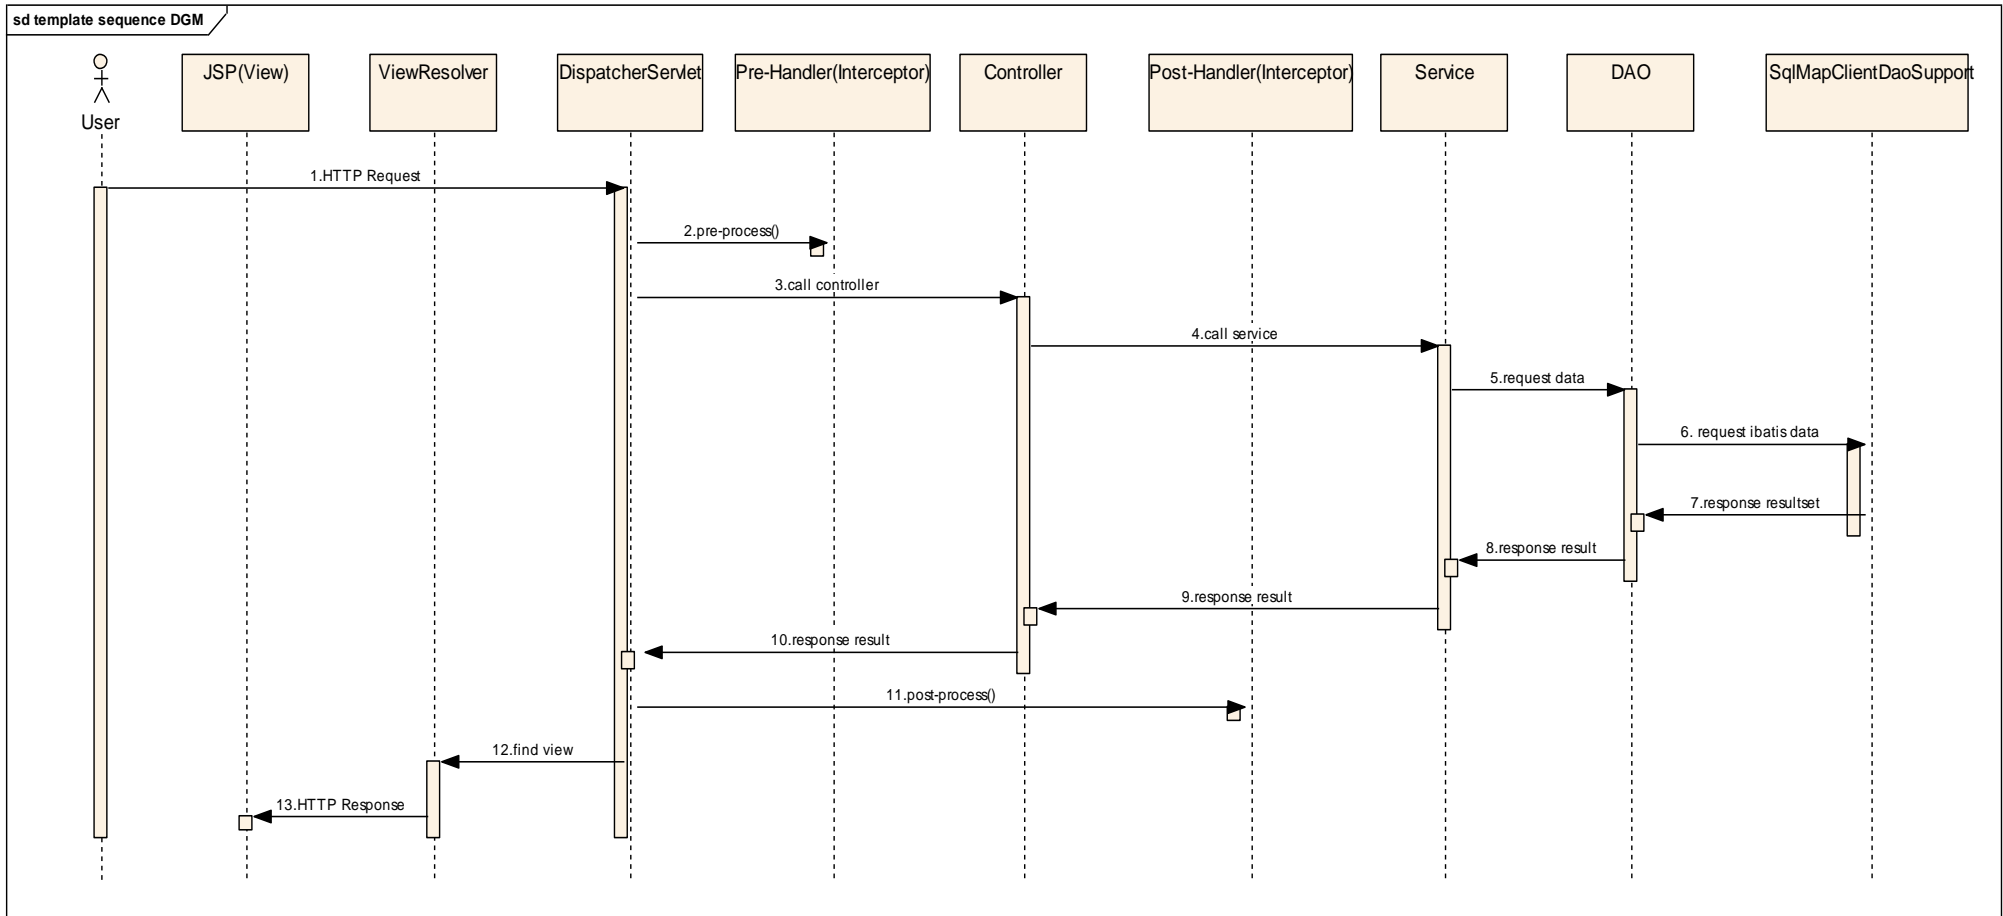 sd template sequence DGM
User
JSP(View)
ViewResolver
DispatcherServlet
Pre-Handler(Interceptor)
Controller
Post-Handler(Interceptor)
Service
DAO
SqlMapClientDaoSupport
1.HTTP Request
2.pre-process()
3.call controller
4.call service
5.request data
6. request ibatis data
7.response resultset
8.response result
9.response result
10.response result
11.post-process()
12.find view
13.HTTP Response